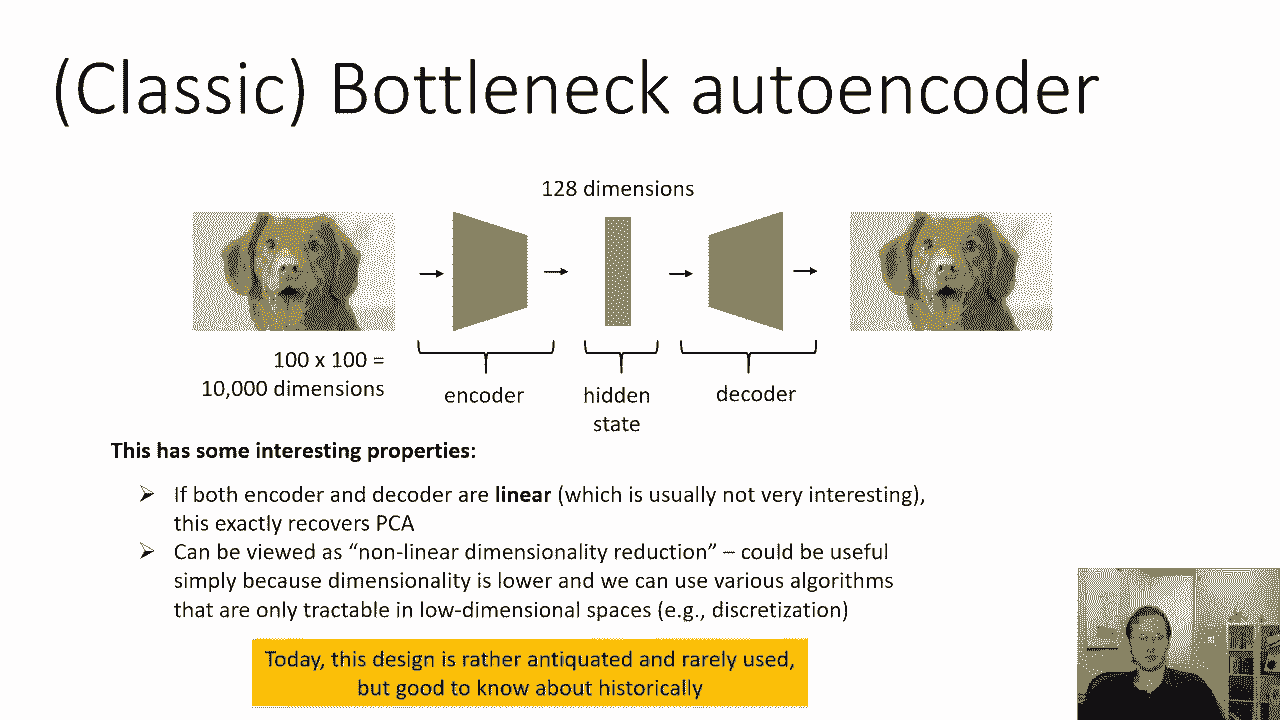 (Classic) Bottleneck autoencoder
128 dimensions
100 x 100 =
10,000 dimensions
encoder
hidden
state
decoder
This has some interesting properties:
➢ If both encoder and decoder are linear (which is usually not very interesting),
this exactly recovers PCA
➢ Can be viewed as “non-linear dimensionality reduction” – could be useful
simply because dimensionality is lower and we can use various algorithms
that are only tractable in low-dimensional spaces (e.g., discretization)
Today, this design is rather antiquated and rarely used,
but good to know about historically